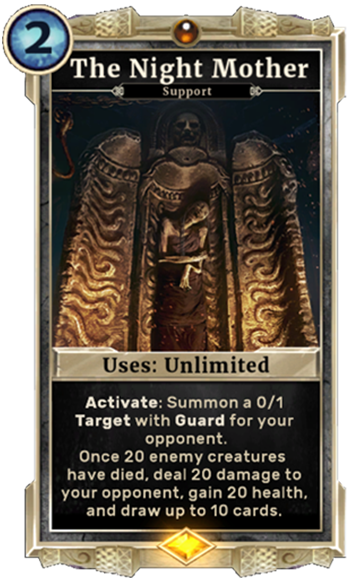 2
The Night Mother
Support
Uses: Unlimited
Activate: Summon a 0/1
Target with Guard for your
opponent.
Once 20 enemy creatures
have died, deal 20 damage to
your opponent, gain 20 health,
and draw up to 10 cards.